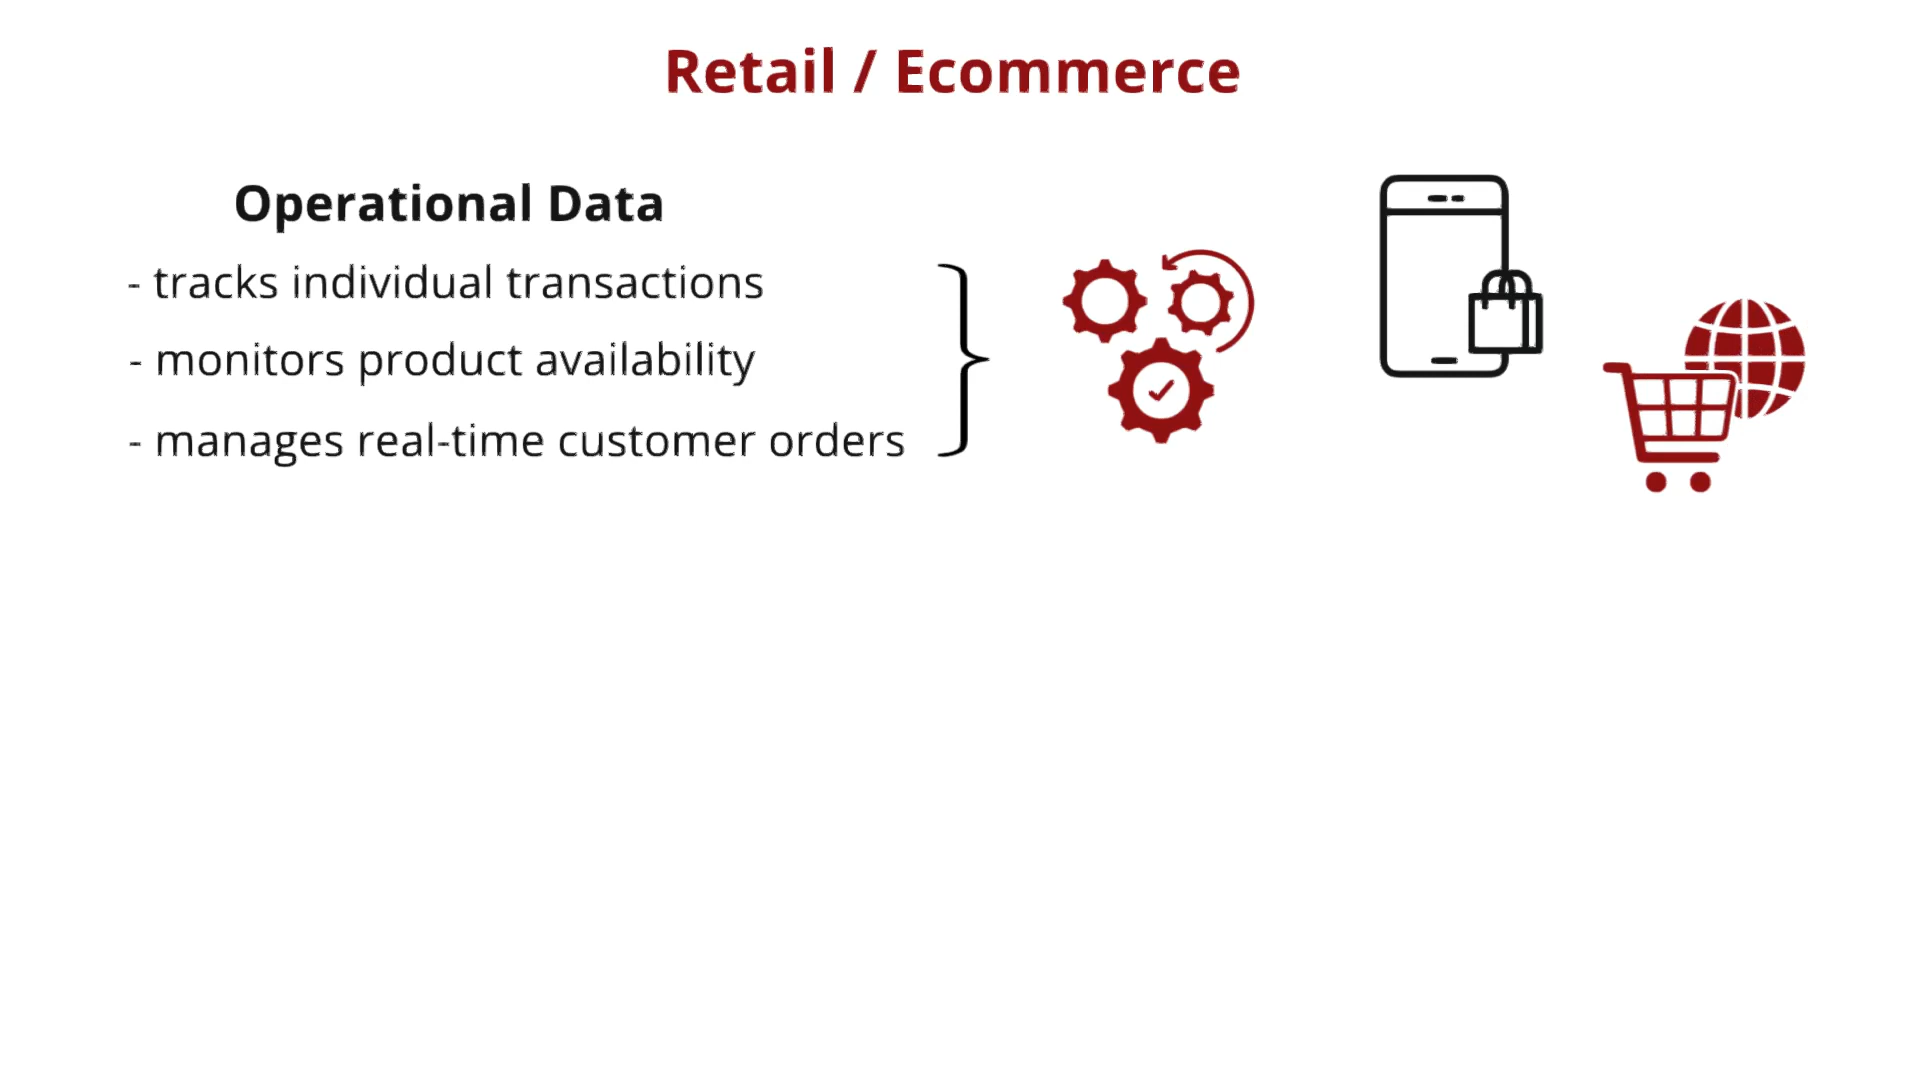 Retail / Ecommerce
Operational Data
- tracks individual transactions
- monitors product availability
- manages real-time customer orders